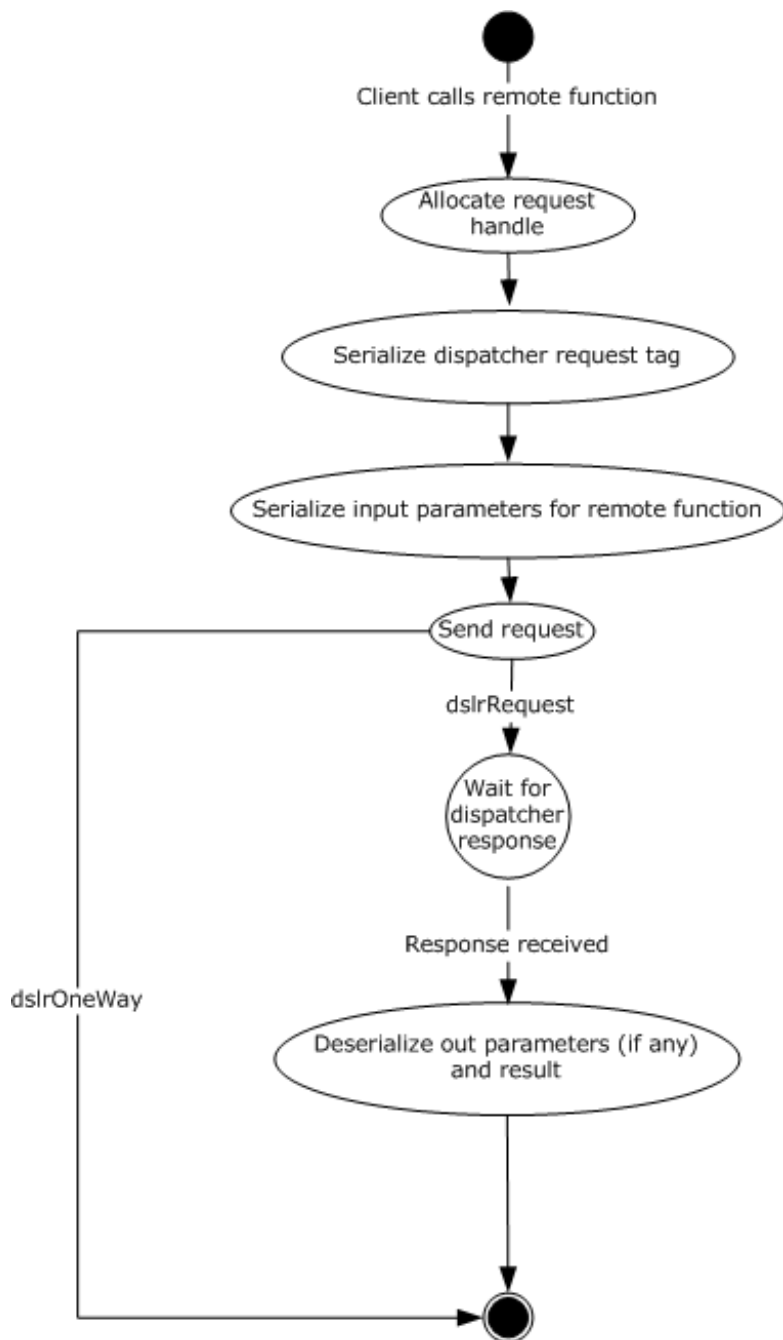 Client calls remote function
Allocate request
handle
Serialize dispatcher request tag
Serialize input parameters for remote function
Send request
dslrRequest
Wait for
dispatcher
response
Response received
dslrOneWay
Deserialize out parameters (if any)
and result